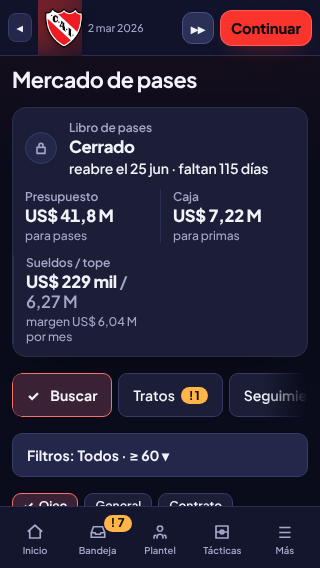 ◂
C.A.I.
2 mar 2026
▸▸
Continuar
Mercado de pases
Libro de pases
Cerrado
reabre el 25 jun · faltan 115 días
Presupuesto
US$ 41,8 M
para pases
Caja
US$ 7,22 M
para primas
Sueldos / tope
US$ 229 mil /
6,27 M
margen US$ 6,04 M
por mes
✓ Buscar
Tratos ! 1
Seguimie
Filtros: Todos · ≥ 60 ▾
✓ Ojeo
General
Contrato
! 7
Inicio
Bandeja
Plantel
Tácticas
Más